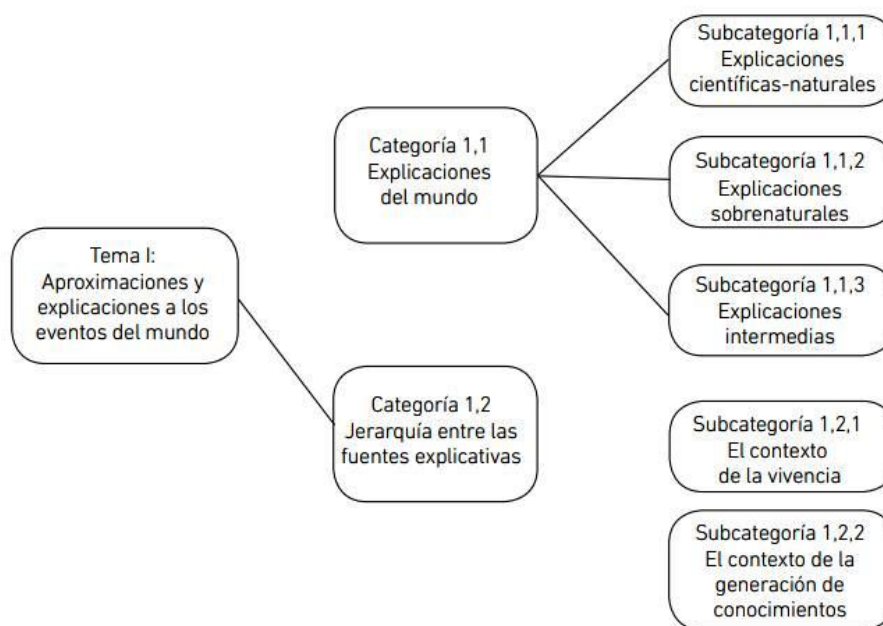 Tema I:
Aproximaciones y
explicaciones a los
eventos del mundo
Categoría 1,1
Explicaciones
del mundo
Subcategoría 1,1,1
Explicaciones
científicas-naturales
Subcategoría 1,1,2
Explicaciones
sobrenaturales
Subcategoría 1,1,3
Explicaciones
intermedias
Categoría 1,2
Jerarquía entre las
fuentes explicativas
Subcategoría 1,2,1
El contexto
de la vivencia
Subcategoría 1,2,2
El contexto de la
generación de
conocimientos